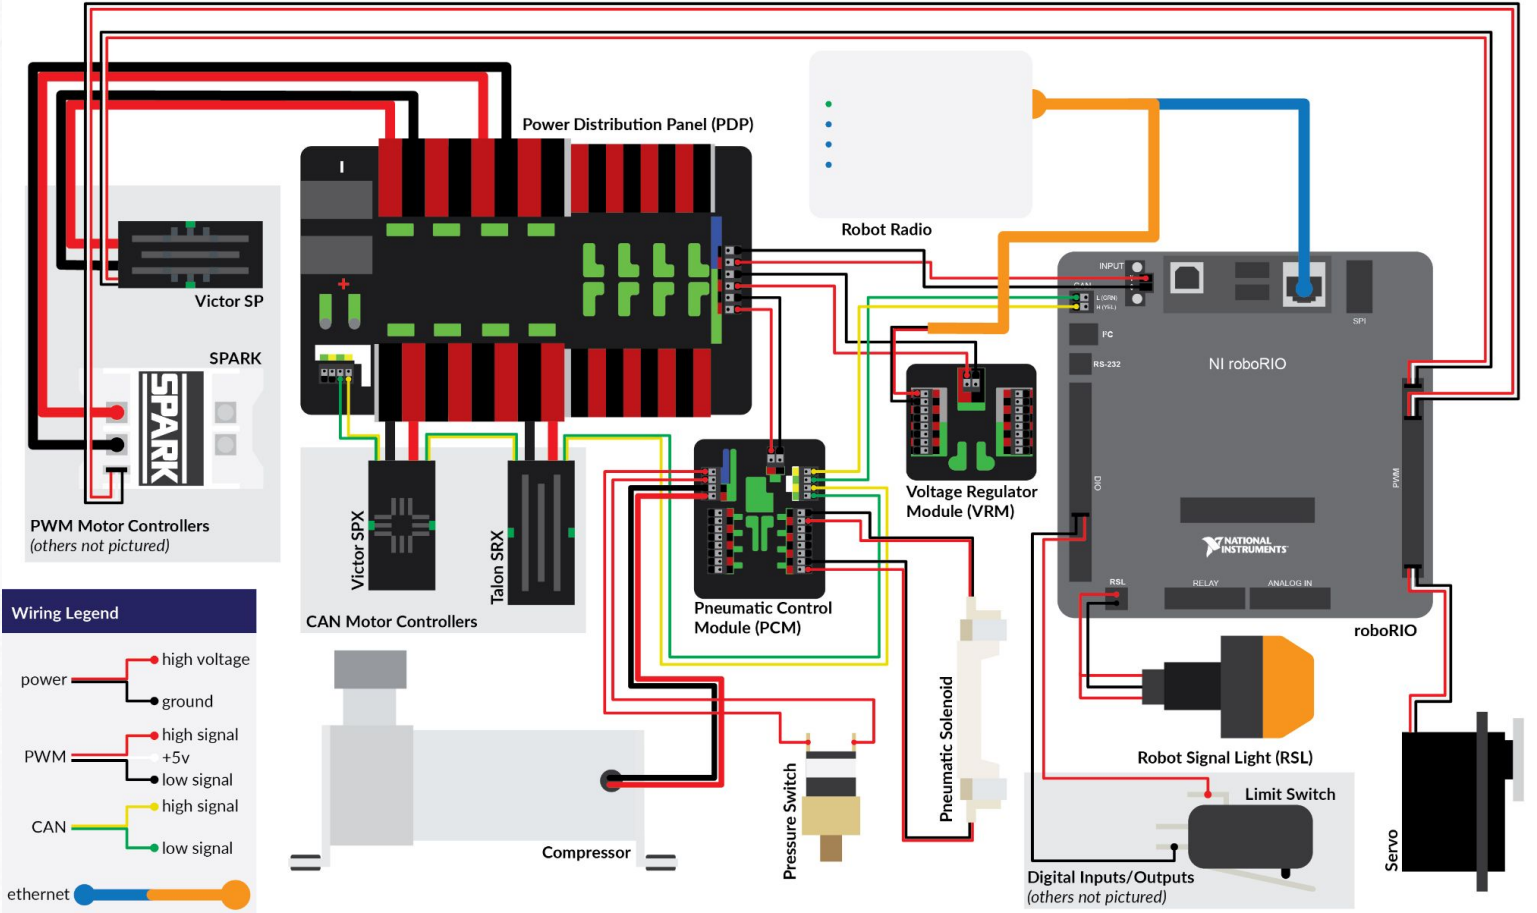 Power Distribution Panel (PDP)
I
+
Robot Radio
Victor SP
SPARK
SPARK
PWM Motor Controllers
(others not pictured)
Victor SPX
Talon SRX
CAN Motor Controllers
Pneumatic Control
Module (PCM)
Voltage Regulator
Module (VRM)
INPUT
CAN
L (GRN)
H (YEL)
I²C
RS-232
SPI
NI roboRIO
DIO
PWM
NATIONAL
INSTRUMENTS
RSL
RELAY
ANALOG IN
roboRIO
Robot Signal Light (RSL)
Limit Switch
Digital Inputs/Outputs
(others not pictured)
Servo
Pneumatic Solenoid
Pressure Switch
Compressor
Wiring Legend
power
high voltage
ground
PWM
high signal
+5v
low signal
CAN
high signal
low signal
ethernet